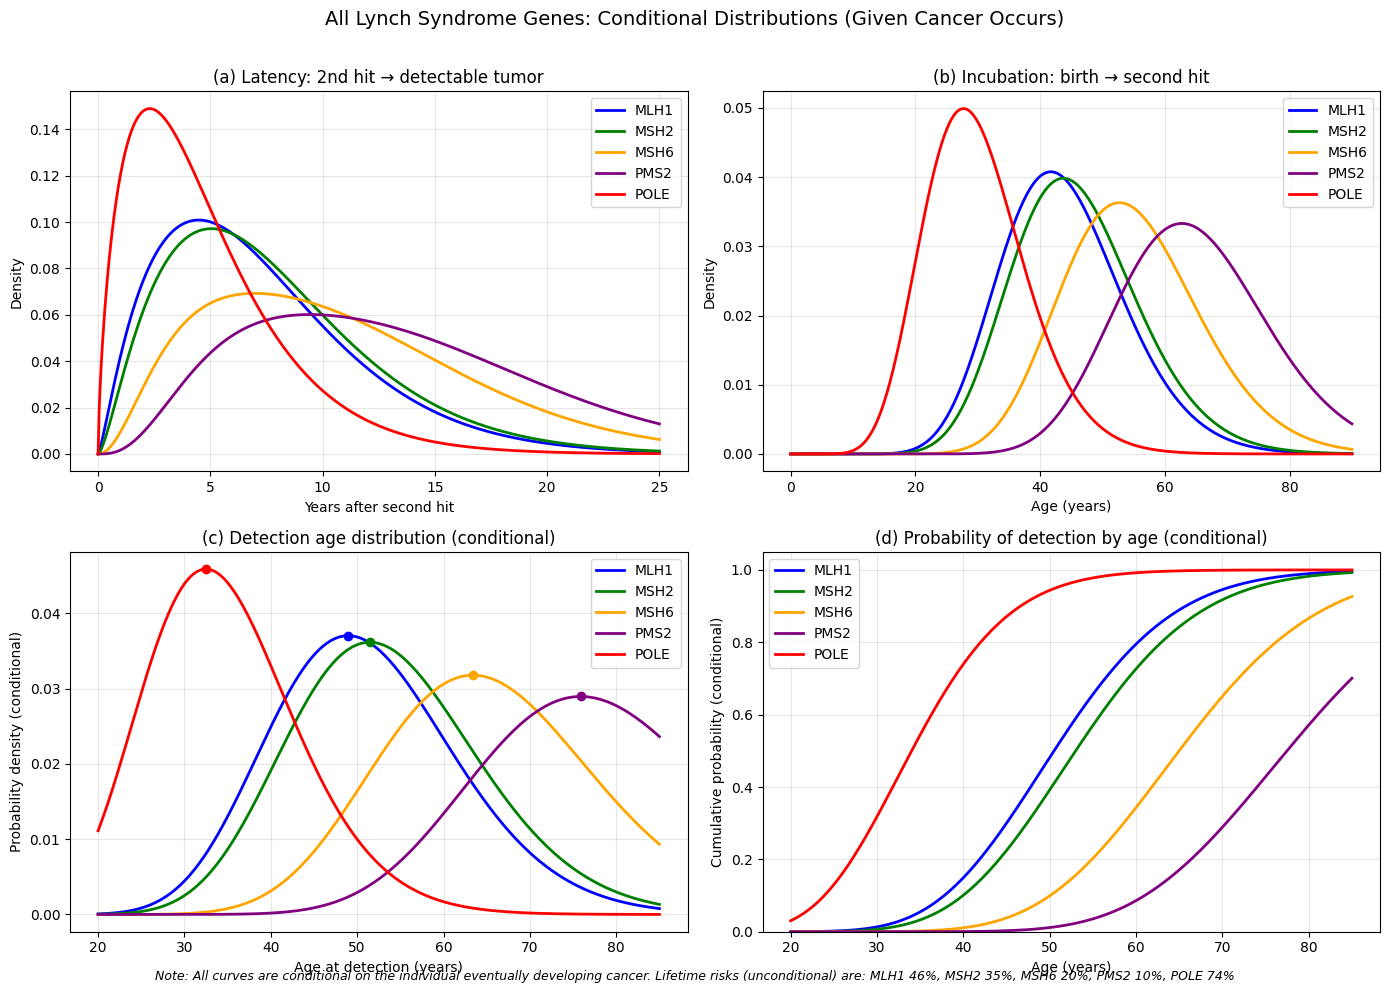 All Lynch Syndrome Genes: Conditional Distributions (Given Cancer Occurs)
(a) Latency: 2nd hit → detectable tumor
Density
0.14
0.12
0.10
0.08
0.06
0.04
0.02
0.00
MLH1
MSH2
MSH6
PMS2
POLE
0 5 10 15 20 25
Years after second hit
(b) Incubation: birth → second hit
Density
0.05
0.04
0.03
0.02
0.01
0.00
MLH1
MSH2
MSH6
PMS2
POLE
0 20 40 60 80
Age (years)
(c) Detection age distribution (conditional)
Probability density (conditional)
0.04
0.03
0.02
0.01
0.00
MLH1
MSH2
MSH6
PMS2
POLE
20 30 40 50 60 70 80
Age at detection (years)
(d) Probability of detection by age (conditional)
Cumulative probability (conditional)
1.0
0.8
0.6
0.4
0.2
0.0
MLH1
MSH2
MSH6
PMS2
POLE
20 30 40 50 60 70 80
Age (years)
Note: All curves are conditional on the individual eventually developing cancer. Lifetime risks (unconditional) are: MLH1 46%, MSH2 35%, MSH6 20%, PMS2 10%, POLE 74%